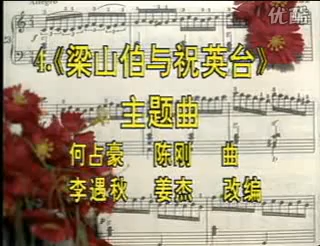 Allegro
优酷
4.《梁山伯与祝英台》
主题曲
何占豪 陈刚 曲
李遇秋 姜杰 改编